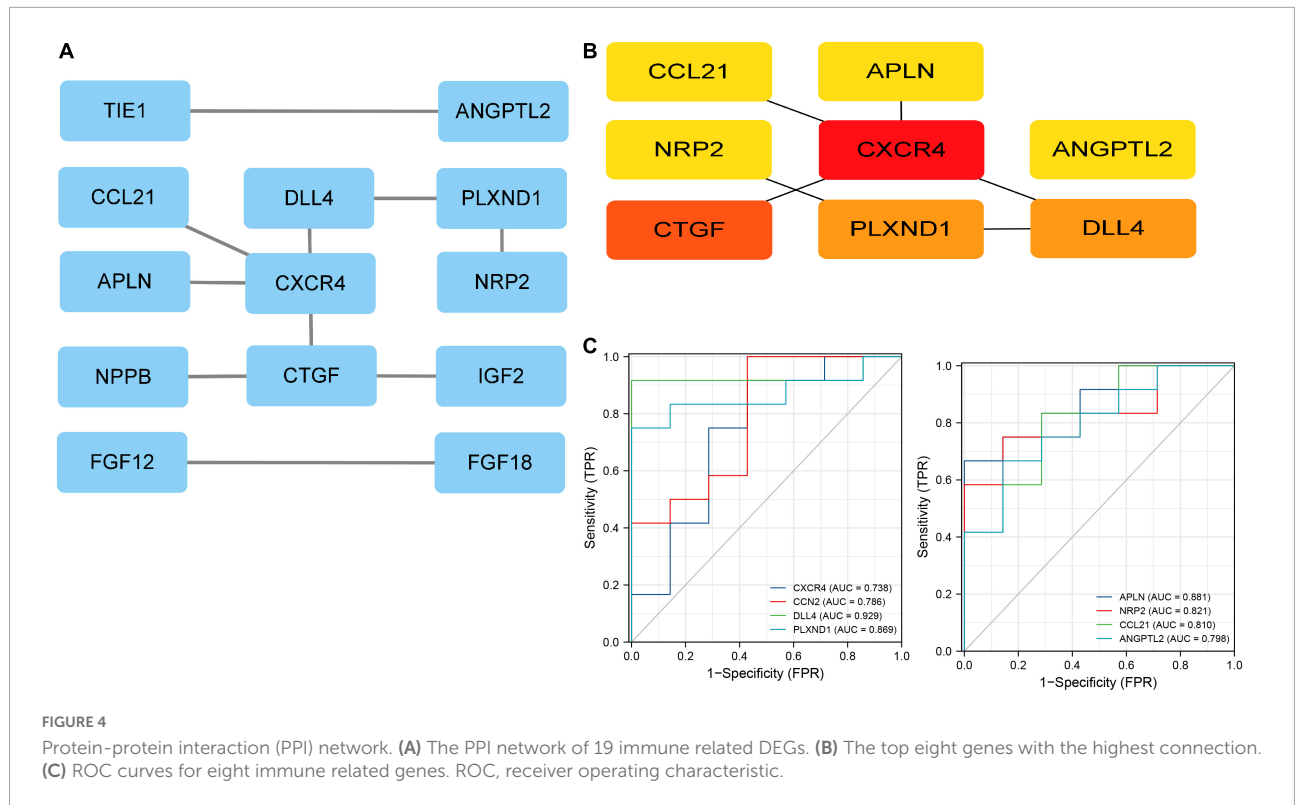 A
TIE1
ANGPTL2
CCL21
DLL4
PLXND1
APLN
CXCR4
NRP2
NPPB
CTGF
IGF2
FGF12
FGF18
B
CCL21
APLN
NRP2
CXCR4
ANGPTL2
CTGF
PLXND1
DLL4
C
Sensitivity (TPR)
1.0
0.8
0.6
0.4
0.2
0.0
0.0 0.2 0.4 0.6 0.8 1.0
1−Specificity (FPR)
CXCR4 (AUC = 0.738)
CCN2 (AUC = 0.786)
DLL4 (AUC = 0.929)
PLXND1 (AUC = 0.869)
Sensitivity (TPR)
1.0
0.8
0.6
0.4
0.2
0.0
0.0 0.2 0.4 0.6 0.8 1.0
1−Specificity (FPR)
APLN (AUC = 0.881)
NRP2 (AUC = 0.821)
CCL21 (AUC = 0.810)
ANGPTL2 (AUC = 0.798)
FIGURE 4
Protein-protein interaction (PPI) network. (A) The PPI network of 19 immune related DEGs. (B) The top eight genes with the highest connection.
(C) ROC curves for eight immune related genes. ROC, receiver operating characteristic.